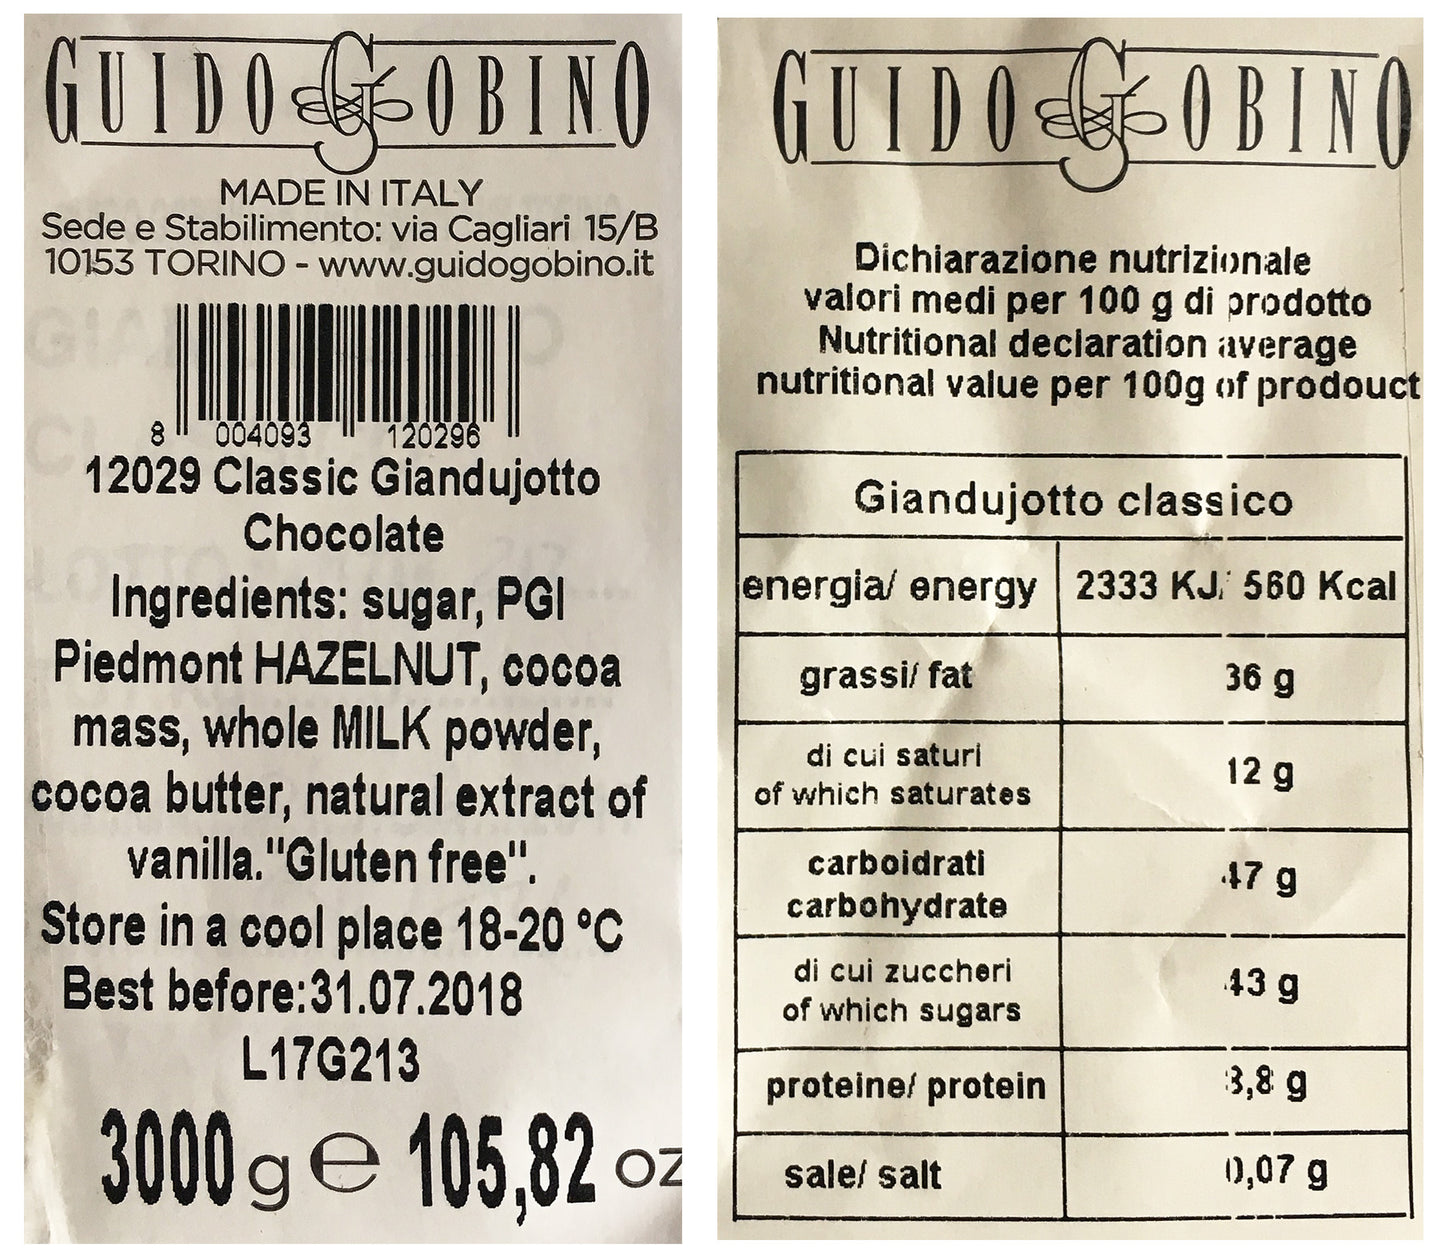 GUIDO GOBINO
MADE IN ITALY
Sede e Stabilimento: via Cagliari 15/B
10153 TORINO - www.guidogobino.it
8 004093 120296
12029 Classic Giandujotto
Chocolate
Ingredients: sugar, PGI
Piedmont HAZELNUT, cocoa
mass, whole MILK powder,
cocoa butter, natural extract of
vanilla."Gluten free".
Store in a cool place 18-20 °C
Best before:31.07.2018
L17G213
3000 g ℮ 105,82 oz
GUIDO GOBINO
Dichiarazione nutrizionale
valori medi per 100 g di prodotto
Nutritional declaration average
nutritional value per 100g of prodouct
Giandujotto classico
energia/ energy 2333 KJ/ 560 Kcal
grassi/ fat 36 g
di cui saturi
of which saturates 12 g
carboidrati
carbohydrate 47 g
di cui zuccheri
of which sugars 43 g
proteine/ protein g
sale/ salt 0,07 g